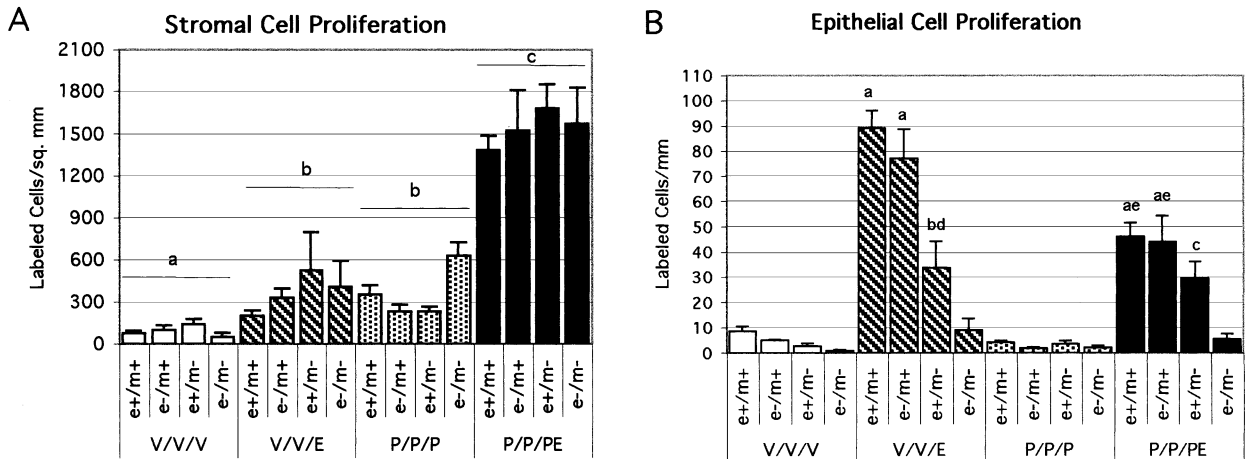 A
Stromal Cell Proliferation
Labeled Cells/sq. mm
2100
1800
1500
1200
900
600
300
0
a
b
b
c
e+/m+
e-/m+
e+/m-
e-/m-
e+/m+
e-/m+
e+/m-
e-/m-
e+/m+
e-/m+
e+/m-
e-/m-
e+/m+
e-/m+
e+/m-
e-/m-
V/V/V
V/V/E
P/P/P
P/P/PE
B
Epithelial Cell Proliferation
Labeled Cells/mm
110
100
90
80
70
60
50
40
30
20
10
0
a
a
bd
ae
ae
c
e+/m+
e-/m+
e+/m-
e-/m-
e+/m+
e-/m+
e+/m-
e-/m-
e+/m+
e-/m+
e+/m-
e-/m-
e+/m+
e-/m+
e+/m-
e-/m-
V/V/V
V/V/E
P/P/P
P/P/PE